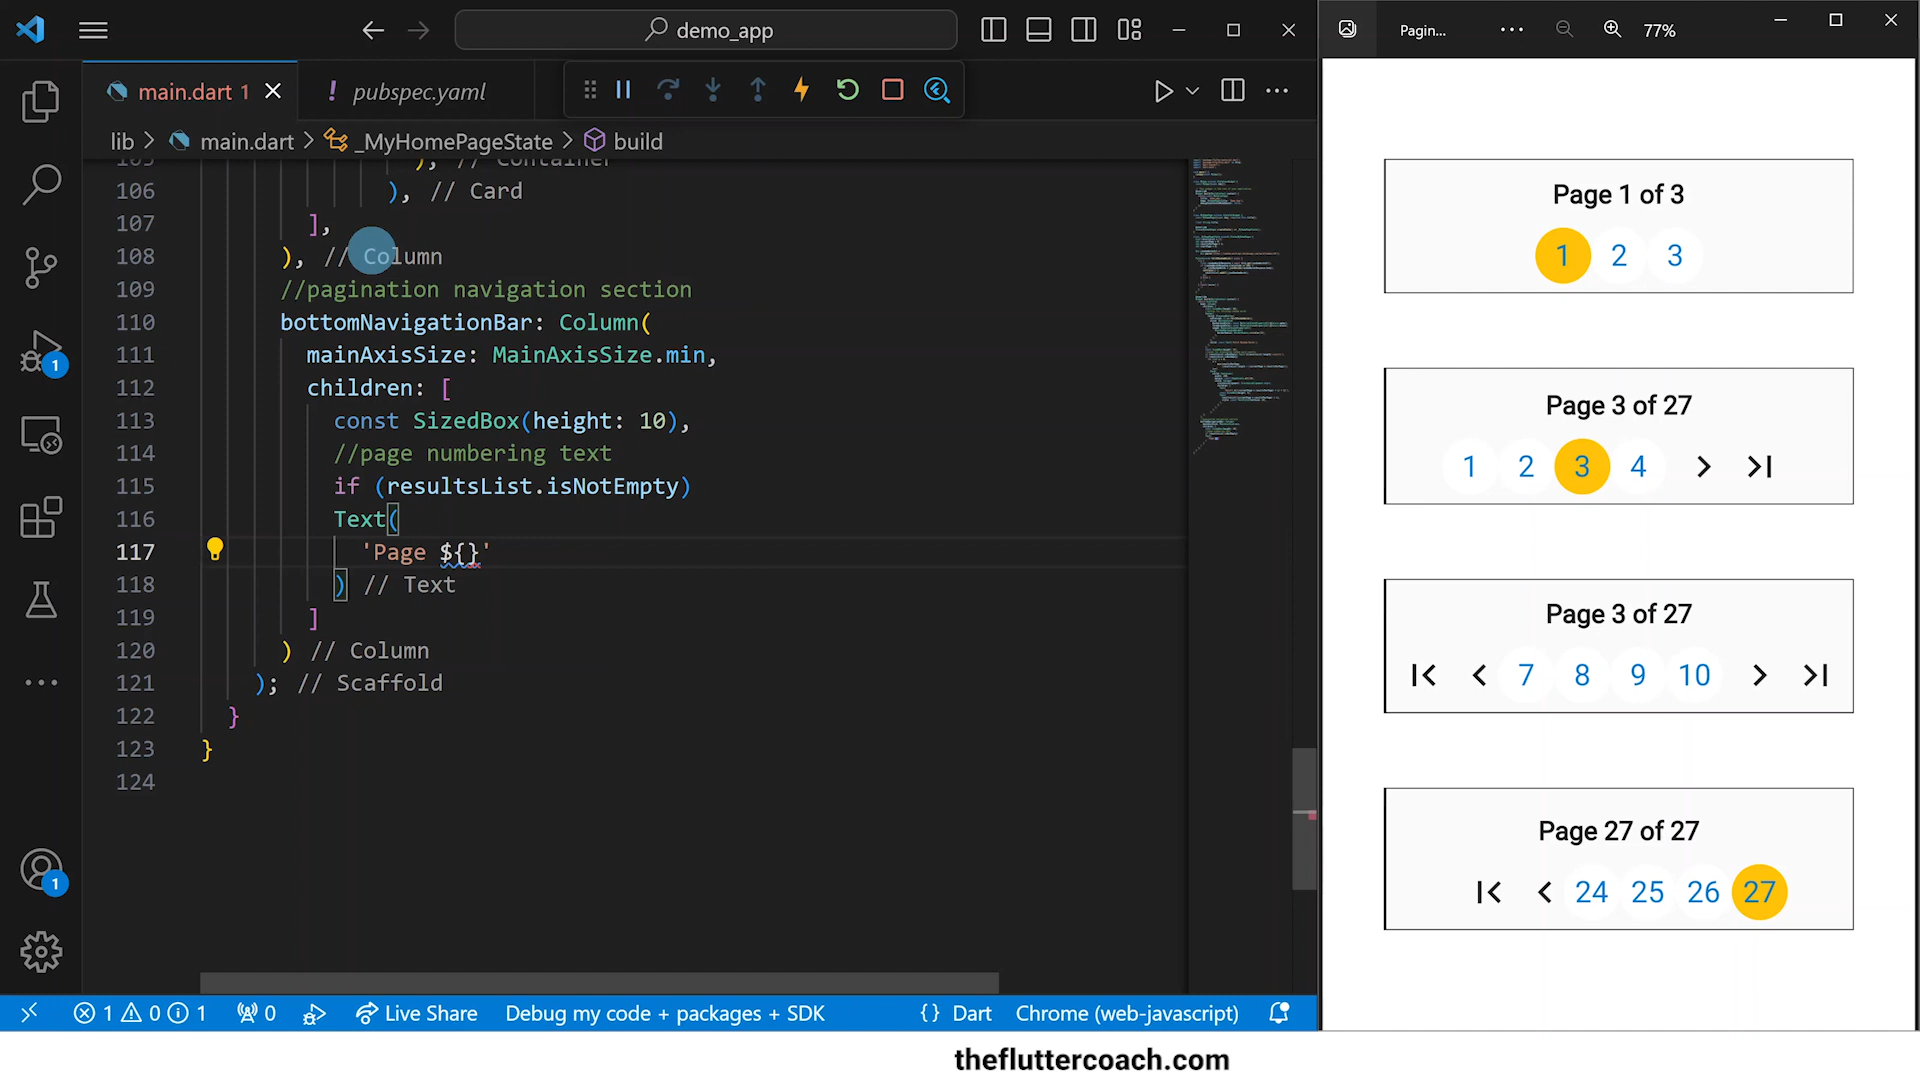 demo_app
Pagin...
77%
main.dart 1
! pubspec.yaml
lib > main.dart > _MyHomePageState > build
105 ), // Container
106 ), // Card
107 ],
108 ), // Column
109 //pagination navigation section
110 bottomNavigationBar: Column(
111 mainAxisSize: MainAxisSize.min,
112 children: [
113 const SizedBox(height: 10),
114 //page numbering text
115 if (resultsList.isNotEmpty)
116 Text(
117 'Page ${}'
118 ) // Text
119 ]
120 ) // Column
121 ); // Scaffold
122 }
123 }
124
1
1
Page 1 of 3
1 2 3
Page 3 of 27
1 2 3 4 > >|
Page 3 of 27
|< < 7 8 9 10 > >|
Page 27 of 27
|< < 24 25 26 27
1 0 1 0 Live Share Debug my code + packages + SDK {} Dart Chrome (web-javascript)
thefluttercoach.com